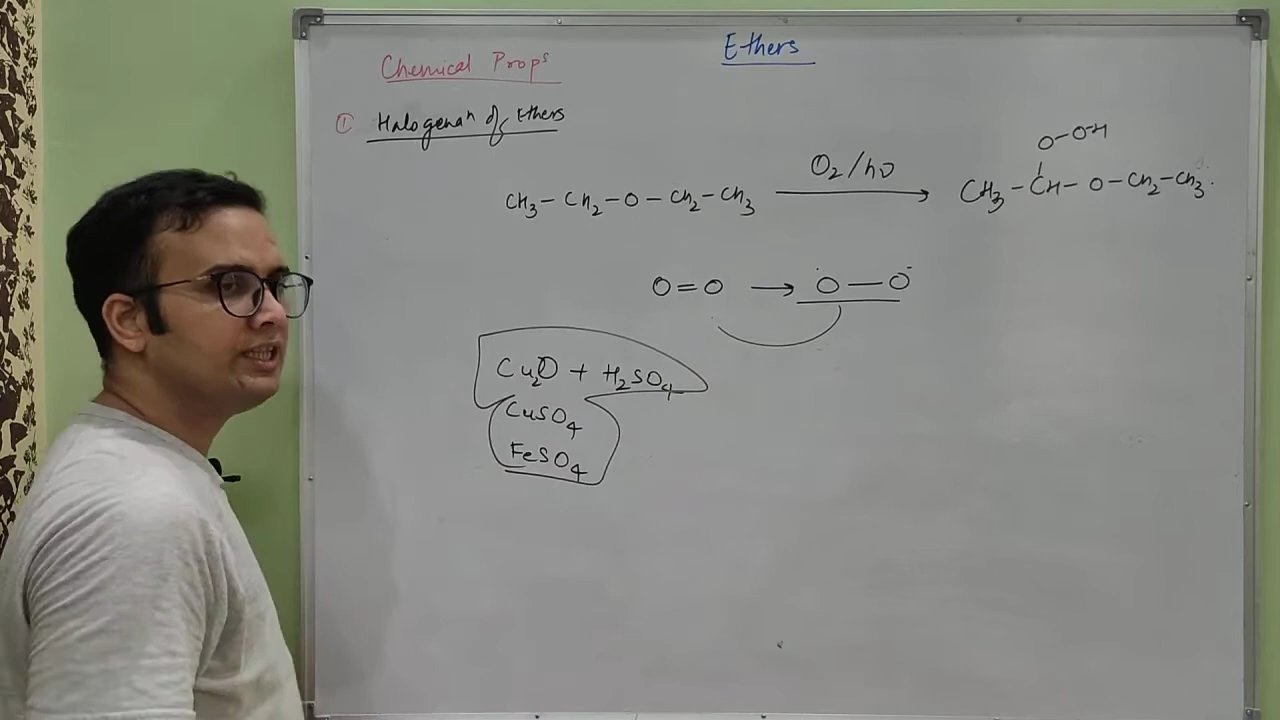 Ethers
Chemical Props
① Halogenaⁿ of Ethers
O-OH
CH₃-CH₂-O-CH₂-CH₃ O₂/hν → CH₃-CH-O-CH₂-CH₃.
O=O → O—O
Cu₂O + H₂SO₄
CuSO₄
FeSO₄